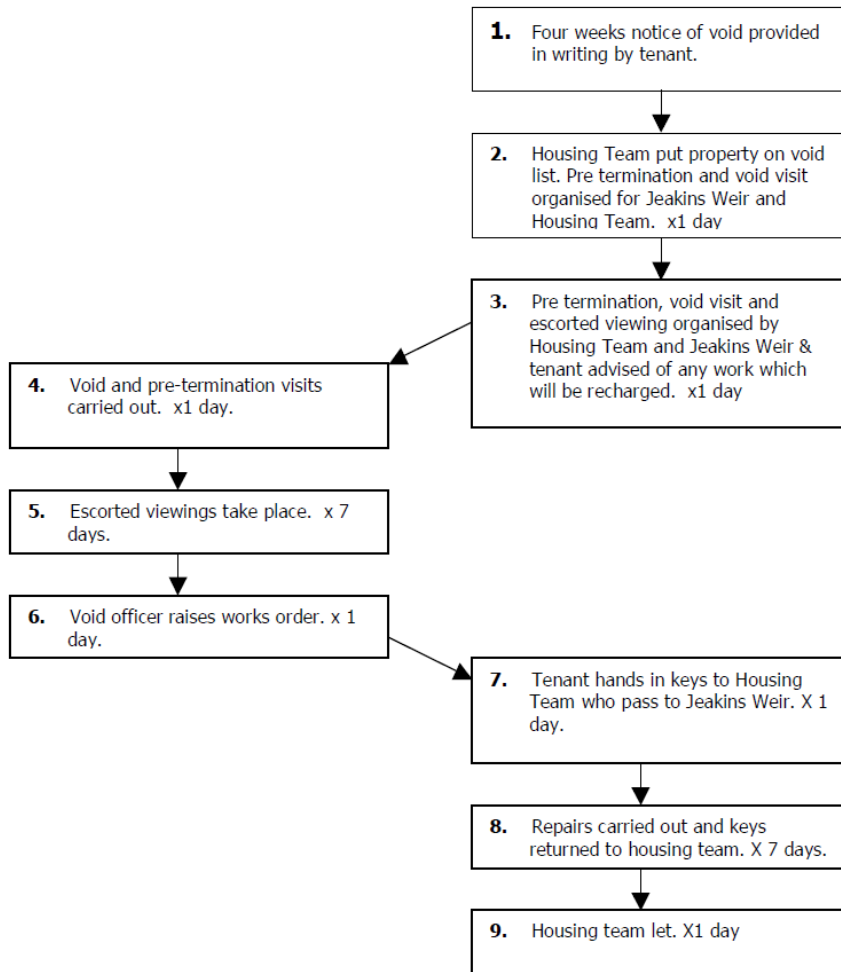 1. Four weeks notice of void provided
in writing by tenant.
2. Housing Team put property on void
list. Pre termination and void visit
organised for Jeakins Weir and
Housing Team. x1 day
3. Pre termination, void visit and
escorted viewing organised by
Housing Team and Jeakins Weir &
tenant advised of any work which
will be recharged. x1 day
4. Void and pre-termination visits
carried out. x1 day.
5. Escorted viewings take place. x 7
days.
6. Void officer raises works order. x 1
day.
7. Tenant hands in keys to Housing
Team who pass to Jeakins Weir. X 1
day.
8. Repairs carried out and keys
returned to housing team. X 7 days.
9. Housing team let. X1 day